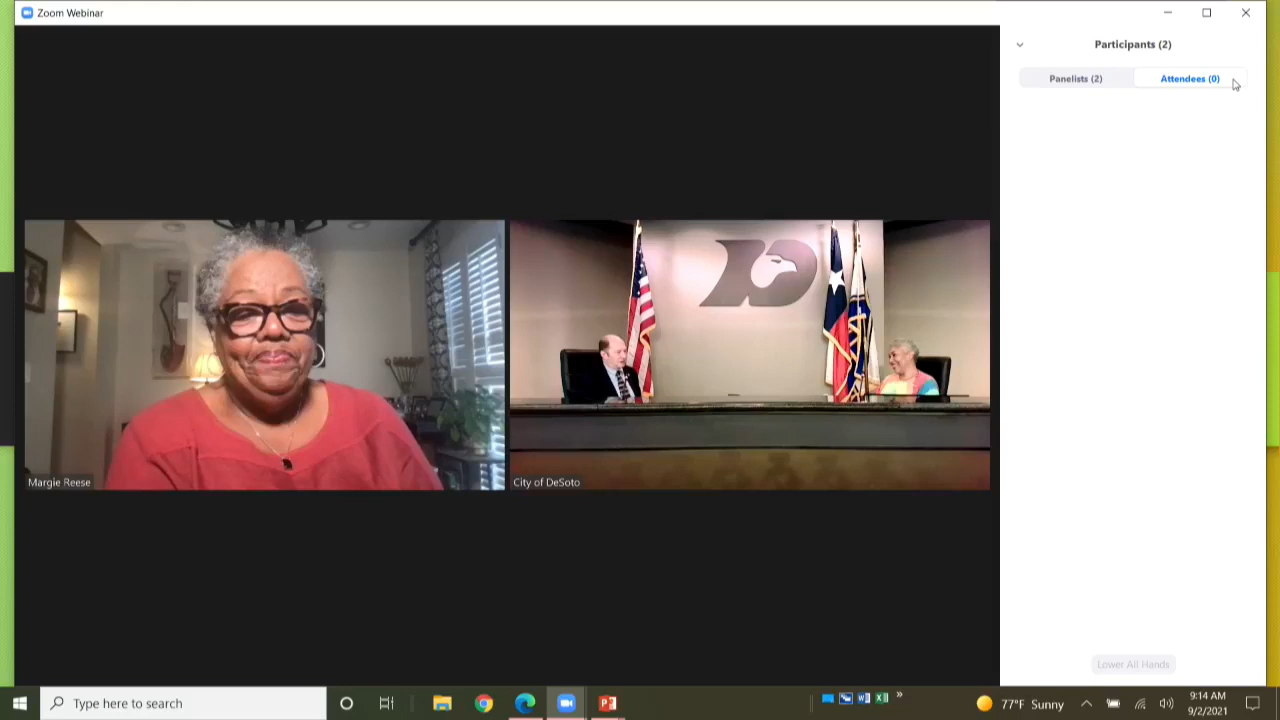 Zoom Webinar
Participants (2)
Panelists (2)
Attendees (0)
Margie Reese
City of DeSoto
Lower All Hands
Type here to search
77°F Sunny
9:14 AM
9/2/2021